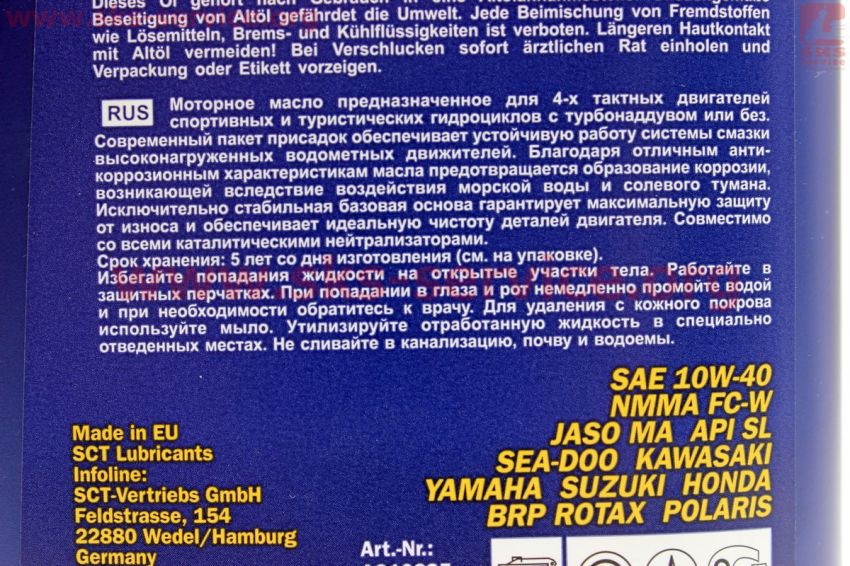 Dieses Öl gehört nach Gebrauch in eine Altölannahmestelle!
Beseitigung von Altöl gefährdet die Umwelt. Jede Beimischung von Fremdstoffen
wie Lösemitteln, Brems- und Kühlflüssigkeiten ist verboten. Längeren Hautkontakt
mit Altöl vermeiden! Bei Verschlucken sofort ärztlichen Rat einholen und
Verpackung oder Etikett vorzeigen.
RUS Моторное масло предназначенное для 4-х тактных двигателей
спортивных и туристических гидроциклов с турбонаддувом или без.
Современный пакет присадок обеспечивает устойчивую работу системы смазки
высоконагруженных водометных движителей. Благодаря отличным анти-
коррозионным характеристикам масла предотвращается образование коррозии,
возникающей вследствие воздействия морской воды и солевого тумана.
Исключительно стабильная базовая основа гарантирует максимальную защиту
от износа и обеспечивает идеальную чистоту деталей двигателя. Совместимо
со всеми каталитическими нейтрализаторами.
Срок хранения: 5 лет со дня изготовления (см. на упаковке).
Избегайте попадания жидкости на открытые участки тела. Работайте в
защитных перчатках. При попадании в глаза и рот немедленно промойте водой
и при необходимости обратитесь к врачу. Для удаления с кожного покрова
используйте мыло. Утилизируйте отработанную жидкость в специально
отведенных местах. Не сливайте в канализацию, почву и водоемы.
SAE 10W-40
NMMA FC-W
JASO MA API SL
SEA-DOO KAWASAKI
YAMAHA SUZUKI HONDA
BRP ROTAX POLARIS
Made in EU
SCT Lubricants
Infoline:
SCT-Vertriebs GmbH
Feldstrasse, 154
22880 Wedel/Hamburg
Germany
Art.-Nr.: